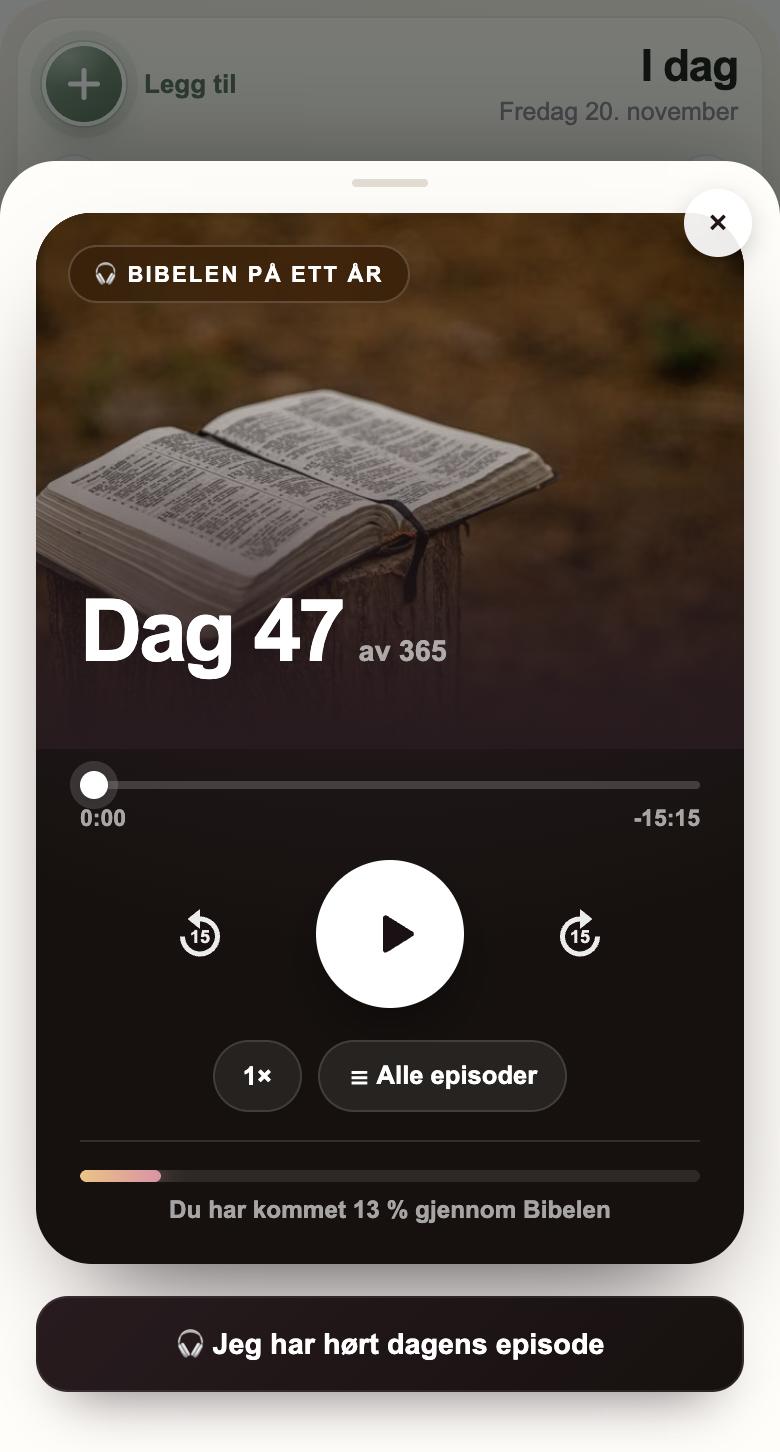 Legg til
I dag
Fredag 20. november
×
🎧 BIBELEN PÅ ETT ÅR
Dag 47 av 365
0:00
-15:15
15
15
1×
≡ Alle episoder
Du har kommet 13 % gjennom Bibelen
🎧 Jeg har hørt dagens episode